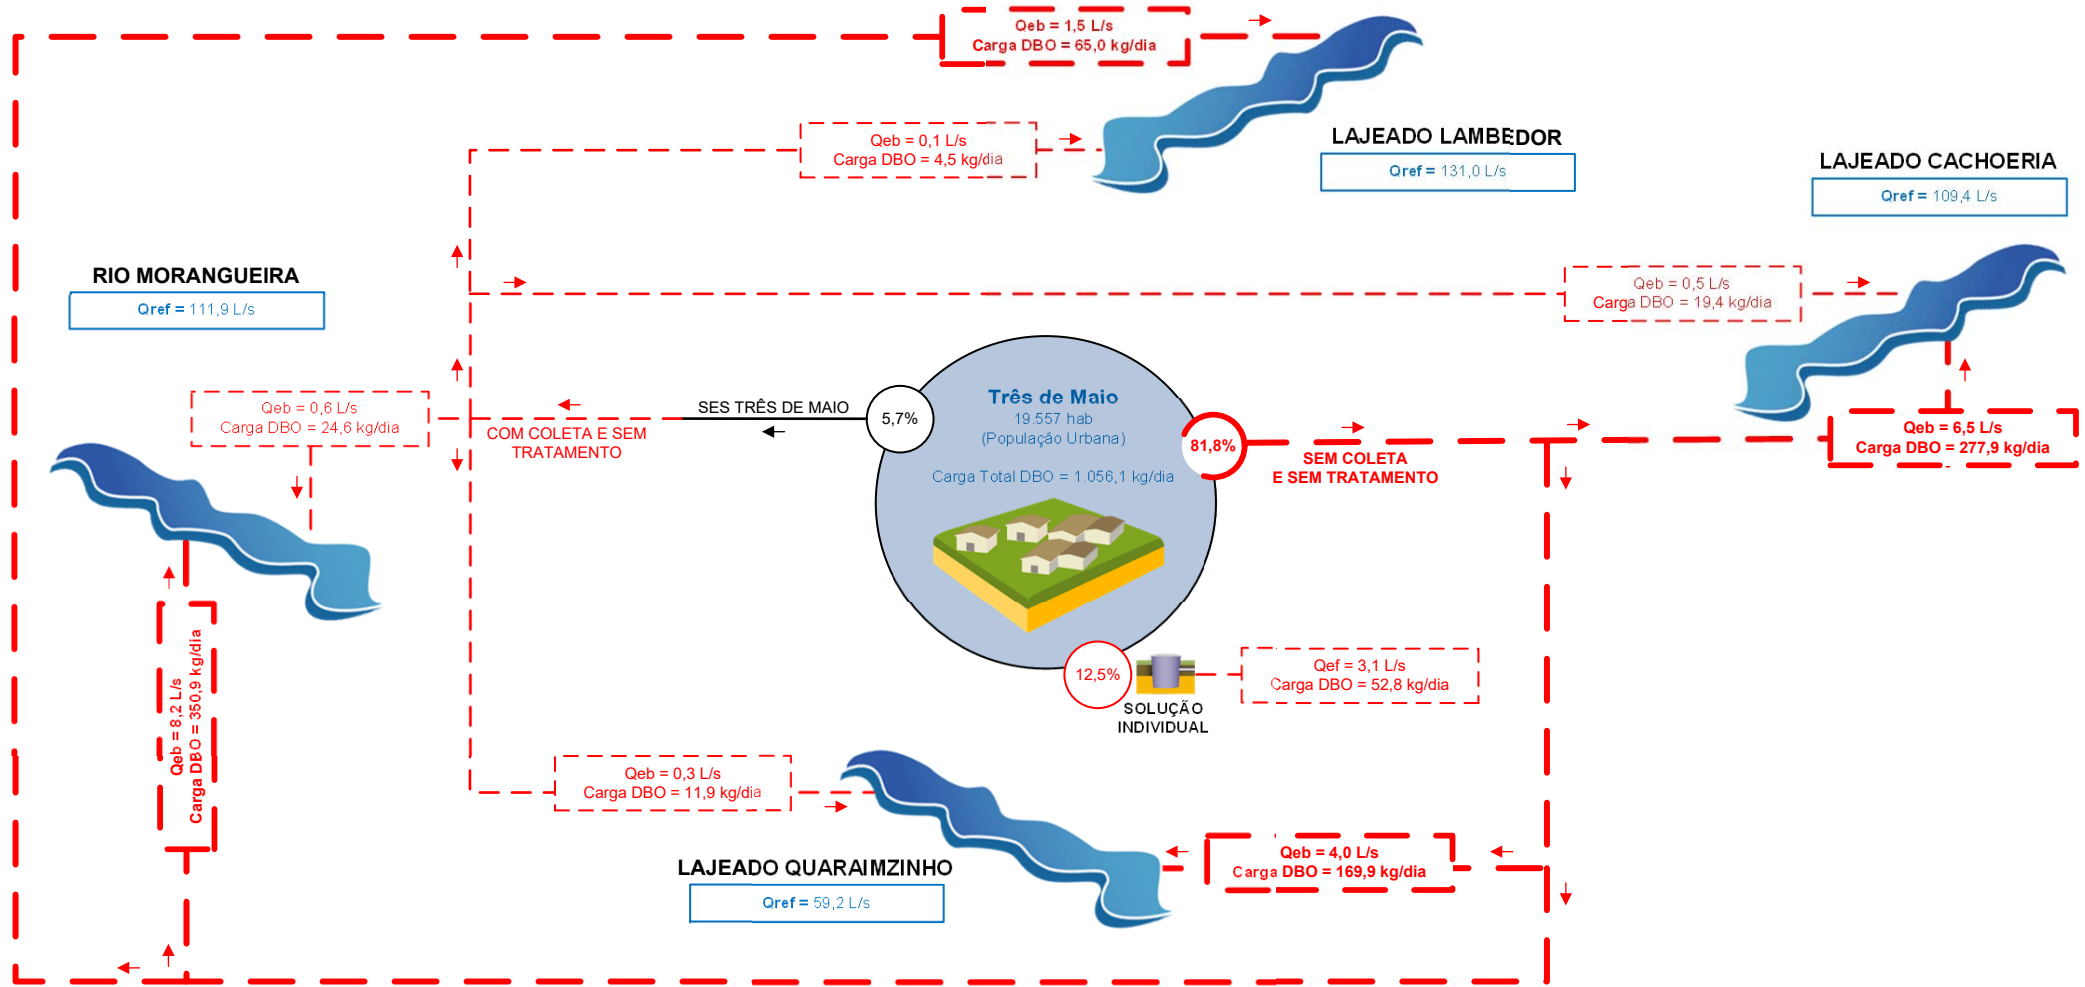 Qeb = 1,5 L/s
Carga DBO = 65,0 kg/dia
Qeb = 0,1 L/s
Carga DBO = 4,5 kg/dia
LAJEADO LAMBEDOR
Qref = 131,0 L/s
LAJEADO CACHOERIA
Qref = 109,4 L/s
RIO MORANGUEIRA
Qref = 111,9 L/s
Qeb = 0,5 L/s
Carga DBO = 19,4 kg/dia
Qeb = 0,6 L/s
Carga DBO = 24,6 kg/dia
COM COLETA E SEM
TRATAMENTO
SES TRÊS DE MAIO
5,7%
Três de Maio
19.557 hab
(População Urbana)
Carga Total DBO = 1.056,1 kg/dia
81,8%
SEM COLETA
E SEM TRATAMENTO
Qeb = 6,5 L/s
Carga DBO = 277,9 kg/dia
Qeb = 8,2 L/s
Carga DBO = 350,9 kg/dia
12,5%
SOLUÇÃO
INDIVIDUAL
Qef = 3,1 L/s
Carga DBO = 52,8 kg/dia
Qeb = 0,3 L/s
Carga DBO = 11,9 kg/dia
LAJEADO QUARAIMZINHO
Qref = 59,2 L/s
Qeb = 4,0 L/s
Carga DBO = 169,9 kg/dia